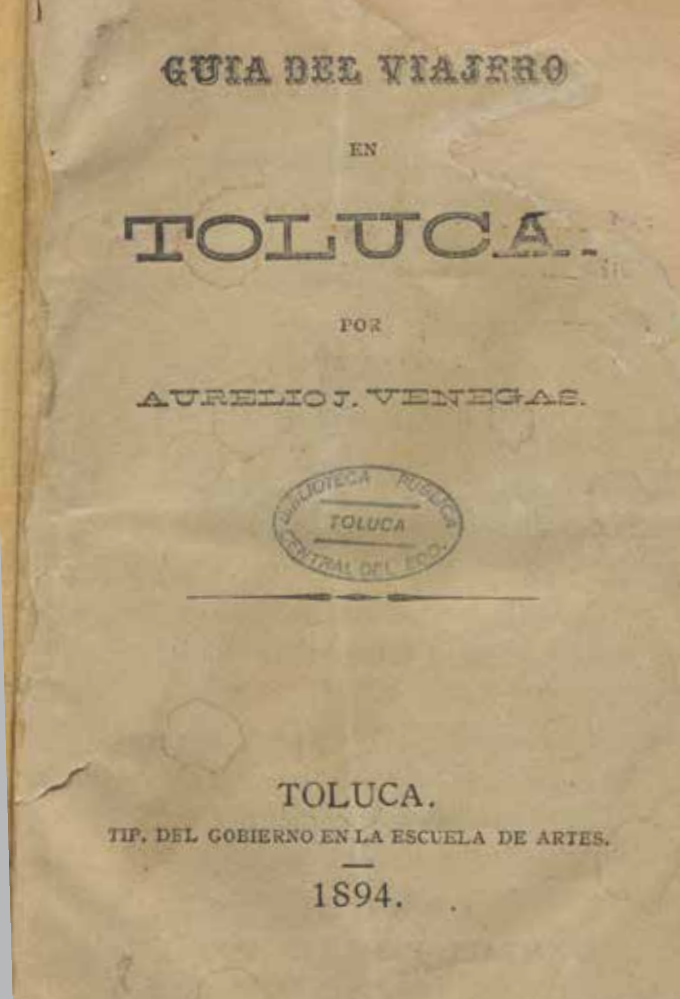 GUIA DEL VIAJERO
EN
TOLUCA.
POR
AURELIO J. VENEGAS.
BIBLIOTECA PUBLICA
TOLUCA
CENTRAL DEL EDO.
TOLUCA.
TIP. DEL GOBIERNO EN LA ESCUELA DE ARTES.
1894.